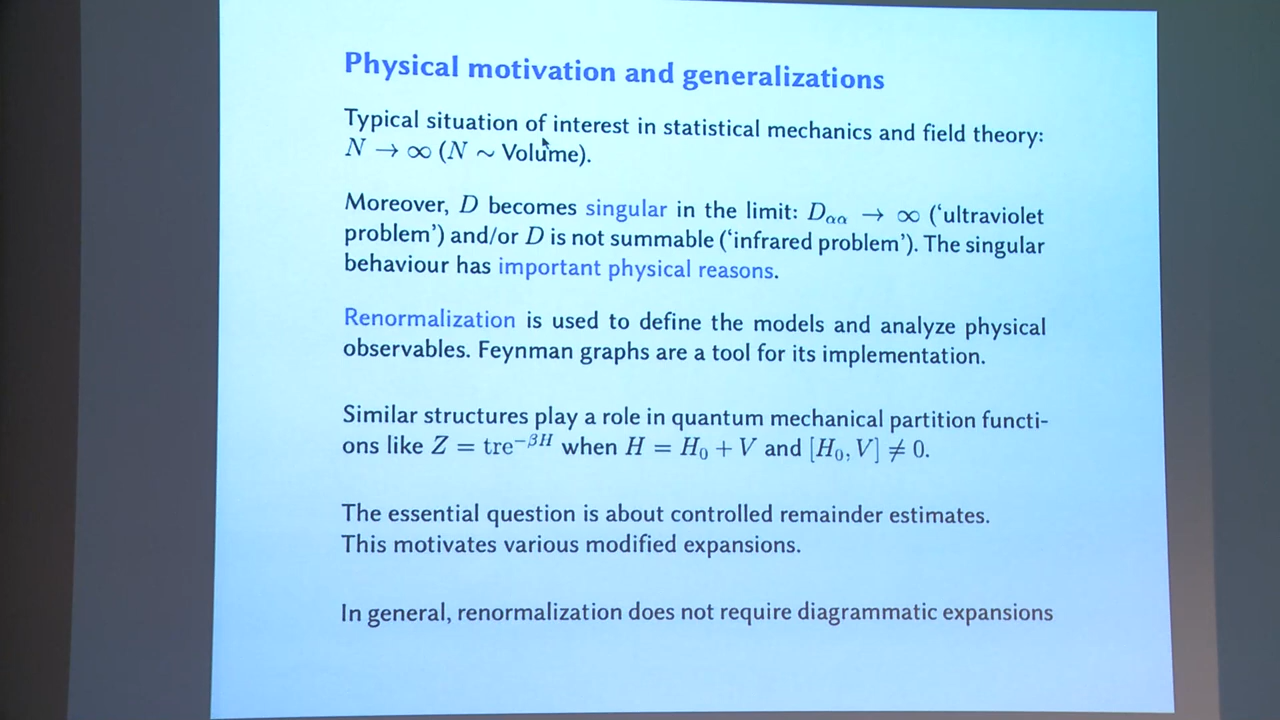 Physical motivation and generalizations
Typical situation of interest in statistical mechanics and field theory:
N → ∞ (N ∼ Volume).
Moreover, D becomes singular in the limit: Dαα → ∞ ('ultraviolet
problem') and/or D is not summable ('infrared problem'). The singular
behaviour has important physical reasons.
Renormalization is used to define the models and analyze physical
observables. Feynman graphs are a tool for its implementation.
Similar structures play a role in quantum mechanical partition functi-
ons like Z = tre^{−βH} when H = H₀ + V and [H₀, V] ≠ 0.
The essential question is about controlled remainder estimates.
This motivates various modified expansions.
In general, renormalization does not require diagrammatic expansions